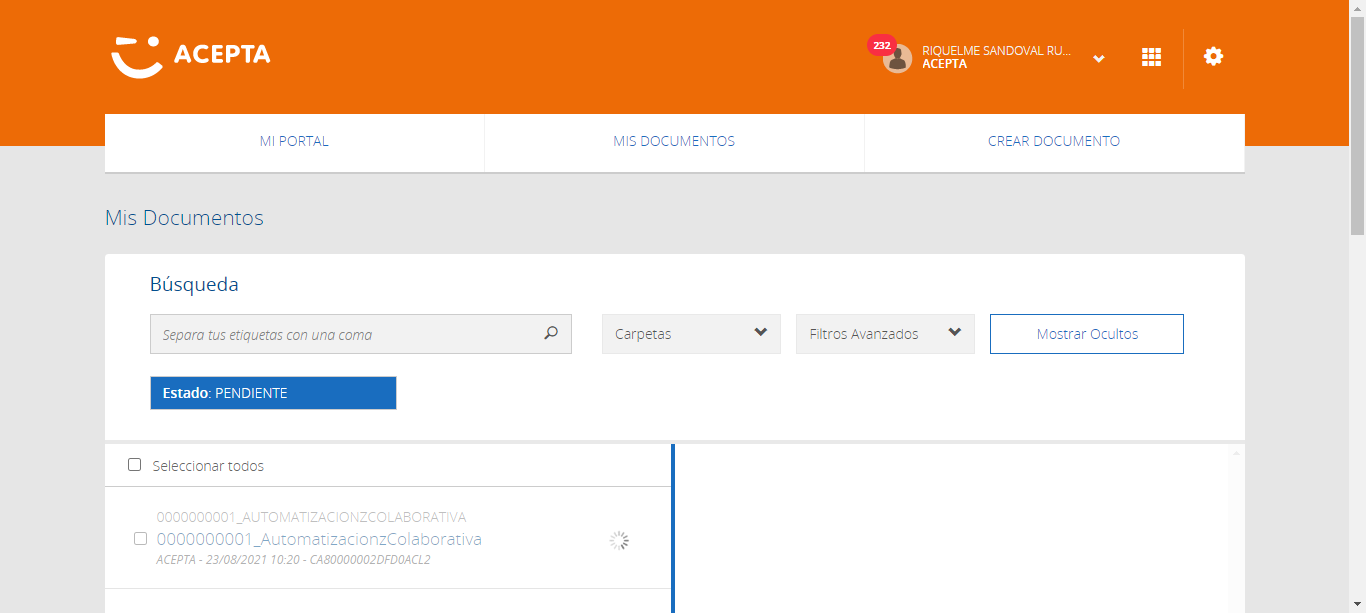 ACEPTA
232
RIQUELME SANDOVAL RU...
ACEPTA
MI PORTAL
MIS DOCUMENTOS
CREAR DOCUMENTO
Mis Documentos
Búsqueda
Separa tus etiquetas con una coma
Carpetas
Filtros Avanzados
Mostrar Ocultos
Estado: PENDIENTE
Seleccionar todos
0000000001_AUTOMATIZACIONZCOLABORATIVA
0000000001_AutomatizacionzColaborativa
ACEPTA - 23/08/2021 10:20 - CA80000002DFD0ACL2